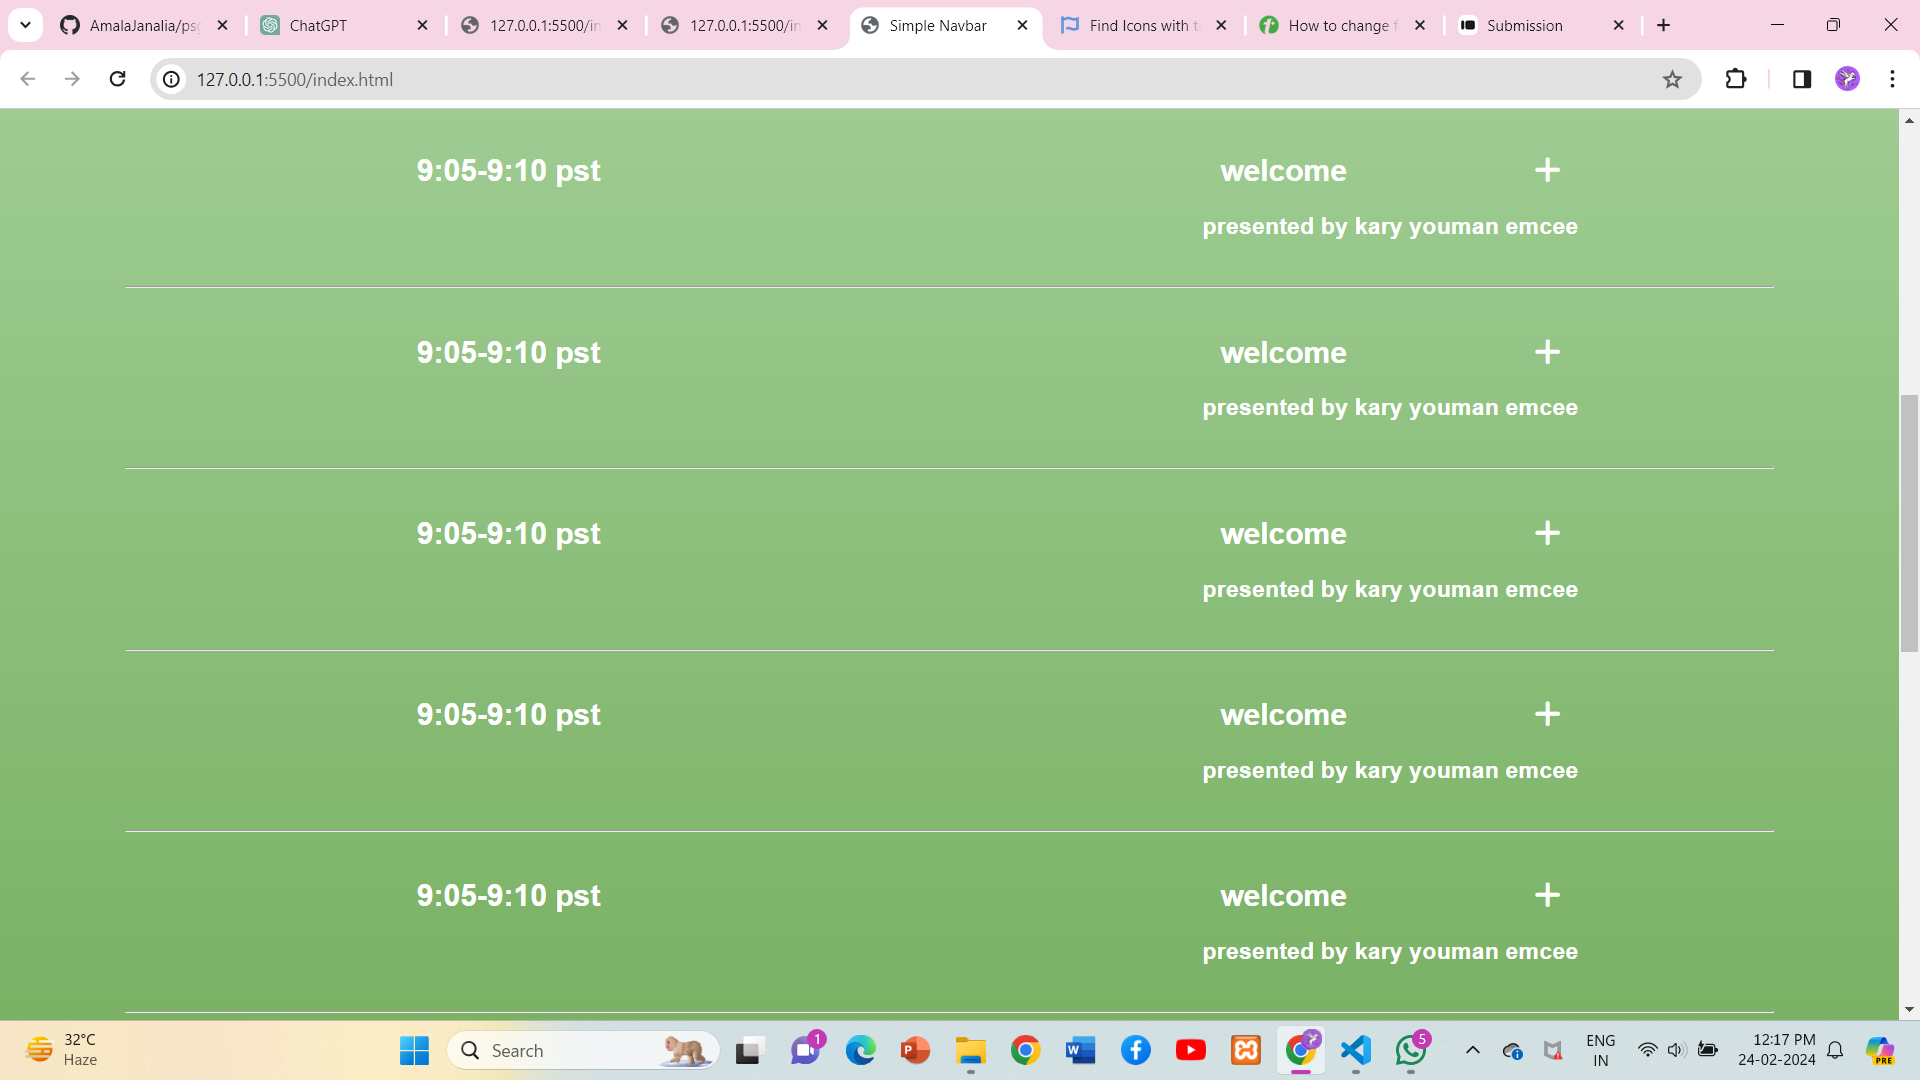 AmalaJanalia/psg
ChatGPT
127.0.0.1:5500/in
127.0.0.1:5500/in
Simple Navbar
Find Icons with t
How to change f
Submission
127.0.0.1:5500/index.html
9:05-9:10 pst welcome +
presented by kary youman emcee
9:05-9:10 pst welcome +
presented by kary youman emcee
9:05-9:10 pst welcome +
presented by kary youman emcee
9:05-9:10 pst welcome +
presented by kary youman emcee
9:05-9:10 pst welcome +
presented by kary youman emcee
32°C
Haze
Search
1
5
ENG
IN
12:17 PM
24-02-2024
PRE